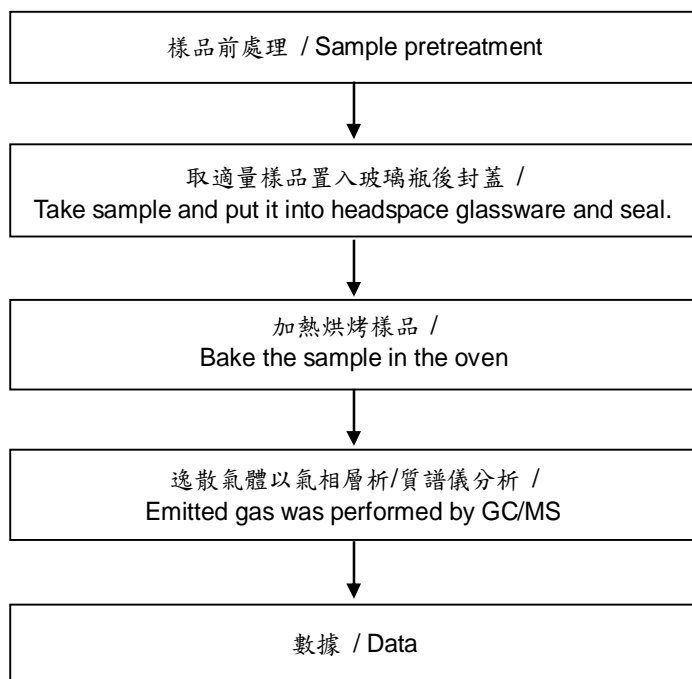 樣品前處理 / Sample pretreatment
取適量樣品置入玻璃瓶後封蓋 /
Take sample and put it into headspace glassware and seal.
加熱烘烤樣品 /
Bake the sample in the oven
逸散氣體以氣相層析/質譜儀分析 /
Emitted gas was performed by GC/MS
數據 / Data